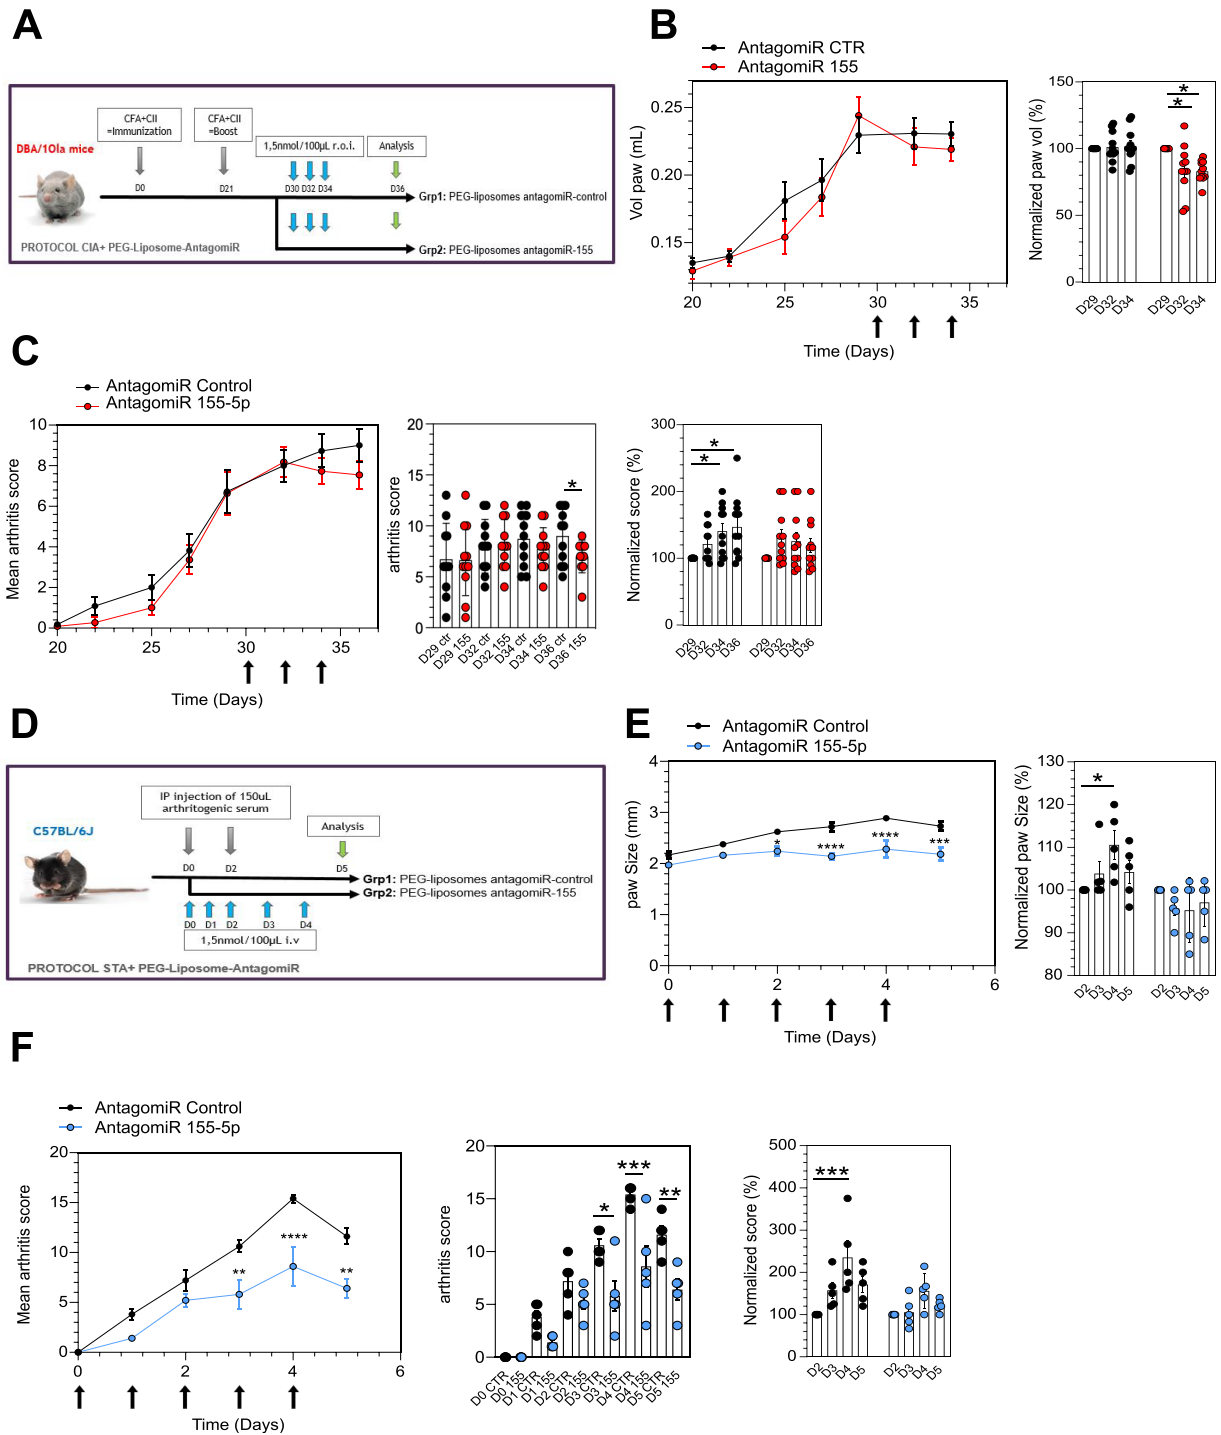 A
CFA+CII
=Immunization
CFA+CII
=Boost
DBA/1Ola mice
1,5nmol/100µL r.o.i.
Analysis
D0
D21
D30 D32 D34
D36
Grp1: PEG-liposomes antagomiR-control
PROTOCOL CIA+ PEG-Liposome-AntagomiR
Grp2: PEG-liposomes antagomiR-155
B
AntagomiR CTR
AntagomiR 155
Vol paw (mL)
0.25
0.20
0.15
20 25 30 35
Time (Days)
Normalized paw vol (%)
150
100
50
0
* *
D29 D32 D34 D29 D32 D34
C
AntagomiR Control
AntagomiR 155-5p
Mean arthritis score
10
8
6
4
2
0
20 25 30 35
Time (Days)
arthritis score
20
15
10
5
0
*
D29 ctr D29 155 D32 ctr D32 155 D34 ctr D34 155 D36 ctr D36 155
Normalized score (%)
300
200
100
0
* *
D29 D32 D34 D36 D29 D32 D34 D36
D
IP injection of 150uL
arthritogenic serum
C57BL/6J
Analysis
D0 D2 D5
Grp1: PEG-liposomes antagomiR-control
Grp2: PEG-liposomes antagomiR-155
D0 D1 D2 D3 D4
1,5nmol/100µL i.v
PROTOCOL STA+ PEG-Liposome-AntagomiR
E
AntagomiR Control
AntagomiR 155-5p
paw Size (mm)
4
3
2
1
0
* **** **** ***
0 2 4 6
Time (Days)
Normalized paw Size (%)
130
120
110
100
90
80
*
D2 D3 D4 D5 D2 D3 D4 D5
F
AntagomiR Control
AntagomiR 155-5p
Mean arthritis score
20
15
10
5
0
** **** **
0 2 4 6
Time (Days)
arthritis score
20
15
10
5
0
* *** **
D0 CTR D0 155 D1 CTR D1 155 D2 CTR D2 155 D3 CTR D3 155 D4 CTR D4 155 D5 CTR D5 155
Normalized score (%)
500
400
300
200
100
0
***
D2 D3 D4 D5 D2 D3 D4 D5